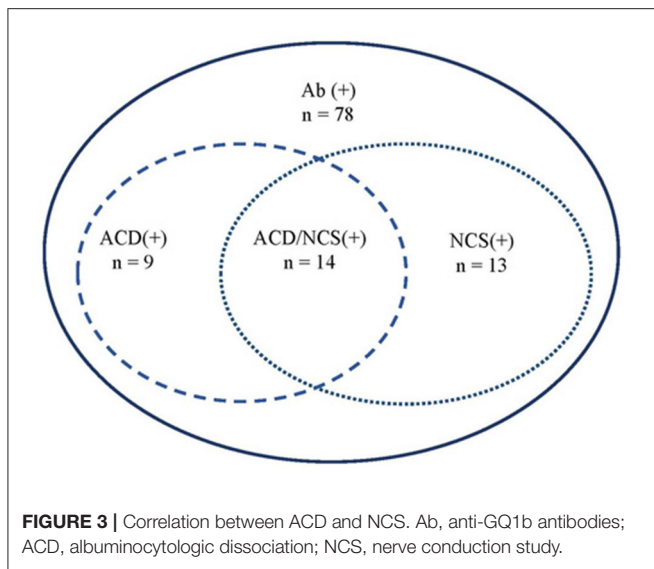 Ab (+)
n = 78
ACD(+)
n = 9
ACD/NCS(+)
n = 14
NCS(+)
n = 13
FIGURE 3 | Correlation between ACD and NCS. Ab, anti-GQ1b antibodies;
ACD, albuminocytologic dissociation; NCS, nerve conduction study.